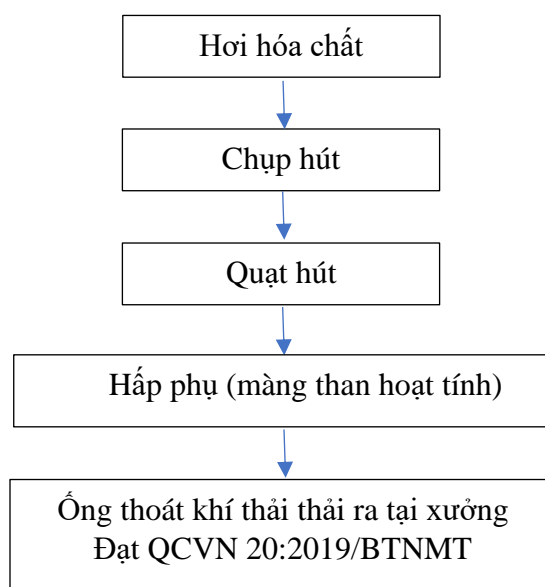 Hơi hóa chất
Chụp hút
Quạt hút
Hấp phụ (màng than hoạt tính)
Ống thoát khí thải thải ra tại xưởng
Đạt QCVN 20:2019/BTNMT